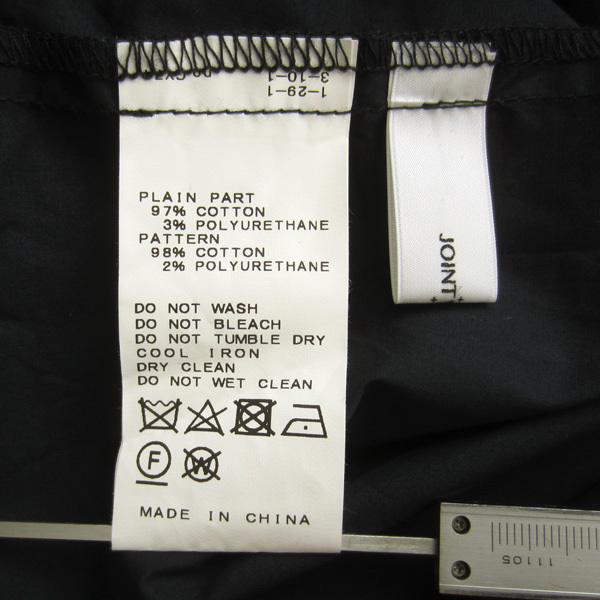 1-29-1
3-10-1
PLAIN PART
97% COTTON
3% POLYURETHANE
PATTERN
98% COTTON
2% POLYURETHANE
DO NOT WASH
DO NOT BLEACH
DO NOT TUMBLE DRY
COOL IRON
DRY CLEAN
DO NOT WET CLEAN
F
W
MADE IN CHINA
JOINT
11105